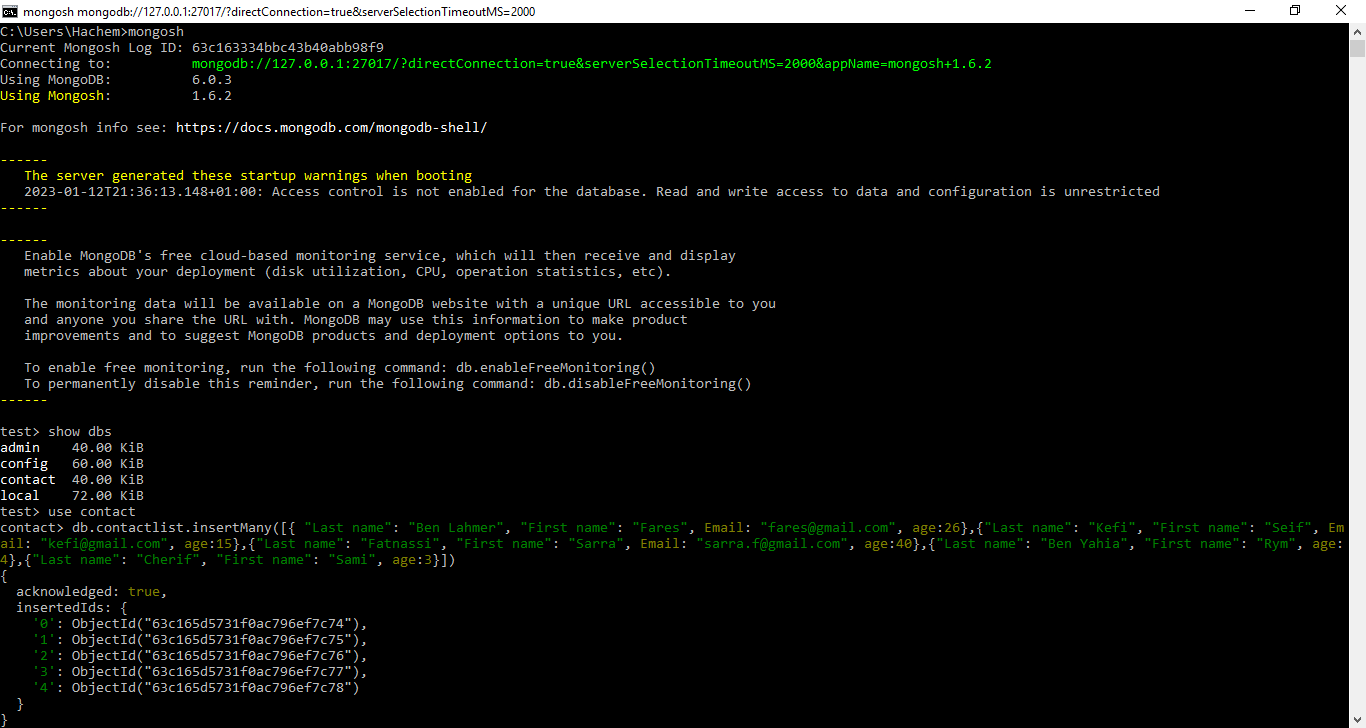 mongosh mongodb://127.0.0.1:27017/?directConnection=true&serverSelectionTimeoutMS=2000
C:\Users\Hachem>mongosh
Current Mongosh Log ID: 63c163334bbc43b40abb98f9
Connecting to:          mongodb://127.0.0.1:27017/?directConnection=true&serverSelectionTimeoutMS=2000&appName=mongosh+1.6.2
Using MongoDB:          6.0.3
Using Mongosh:          1.6.2
For mongosh info see: https://docs.mongodb.com/mongodb-shell/
------
The server generated these startup warnings when booting
2023-01-12T21:36:13.148+01:00: Access control is not enabled for the database. Read and write access to data and configuration is unrestricted
------
------
Enable MongoDB's free cloud-based monitoring service, which will then receive and display
metrics about your deployment (disk utilization, CPU, operation statistics, etc).
The monitoring data will be available on a MongoDB website with a unique URL accessible to you
and anyone you share the URL with. MongoDB may use this information to make product
improvements and to suggest MongoDB products and deployment options to you.
To enable free monitoring, run the following command: db.enableFreeMonitoring()
To permanently disable this reminder, run the following command: db.disableFreeMonitoring()
------
test> show dbs
admin    40.00 KiB
config   60.00 KiB
contact  40.00 KiB
local    72.00 KiB
test> use contact
contact> db.contactlist.insertMany([{ "Last name": "Ben Lahmer", "First name": "Fares", Email: "fares@gmail.com", age:26},{"Last name": "Kefi", "First name": "Seif", Em
ail: "kefi@gmail.com", age:15},{"Last name": "Fatnassi", "First name": "Sarra", Email: "sarra.f@gmail.com", age:40},{"Last name": "Ben Yahia", "First name": "Rym", age:
4},{"Last name": "Cherif", "First name": "Sami", age:3}])
{
  acknowledged: true,
  insertedIds: {
    '0': ObjectId("63c165d5731f0ac796ef7c74"),
    '1': ObjectId("63c165d5731f0ac796ef7c75"),
    '2': ObjectId("63c165d5731f0ac796ef7c76"),
    '3': ObjectId("63c165d5731f0ac796ef7c77"),
    '4': ObjectId("63c165d5731f0ac796ef7c78")
  }
}